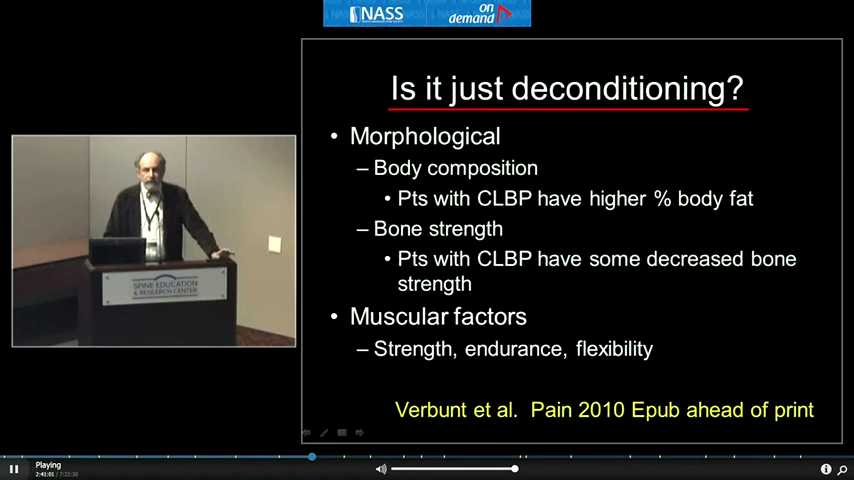 NASS
on
demand
Is it just deconditioning?
• Morphological
– Body composition
• Pts with CLBP have higher % body fat
– Bone strength
• Pts with CLBP have some decreased bone
strength
• Muscular factors
– Strength, endurance, flexibility
Verbunt et al. Pain 2010 Epub ahead of print
SPINE EDUCATION
& RESEARCH CENTER
Playing
2:41:01 / 7:22:38